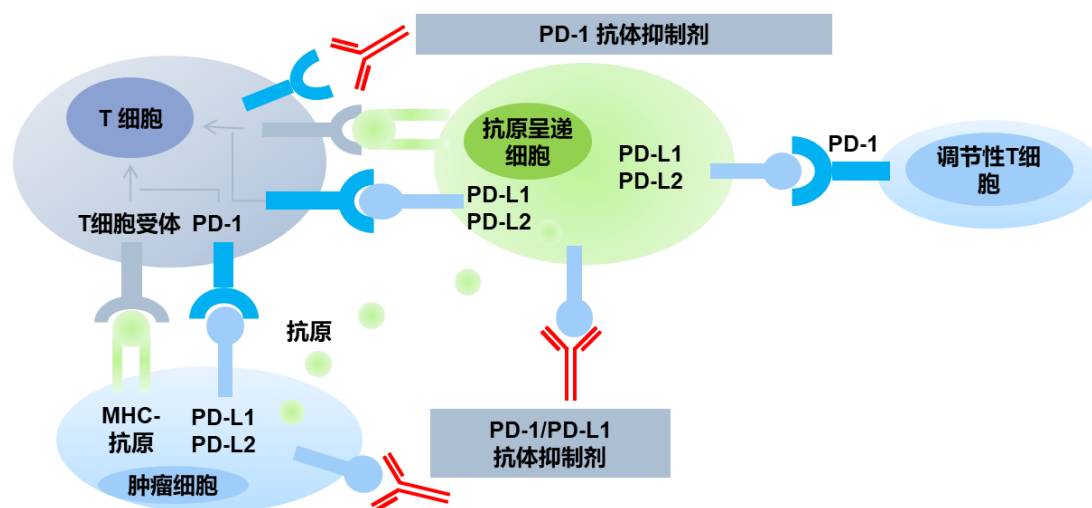 PD-1 抗体抑制剂
T 细胞
抗原呈递
细胞
PD-L1
PD-L2
PD-1
调节性T细
胞
PD-L1
PD-L2
T细胞受体 PD-1
抗原
MHC-
抗原
PD-L1
PD-L2
肿瘤细胞
PD-1/PD-L1
抗体抑制剂